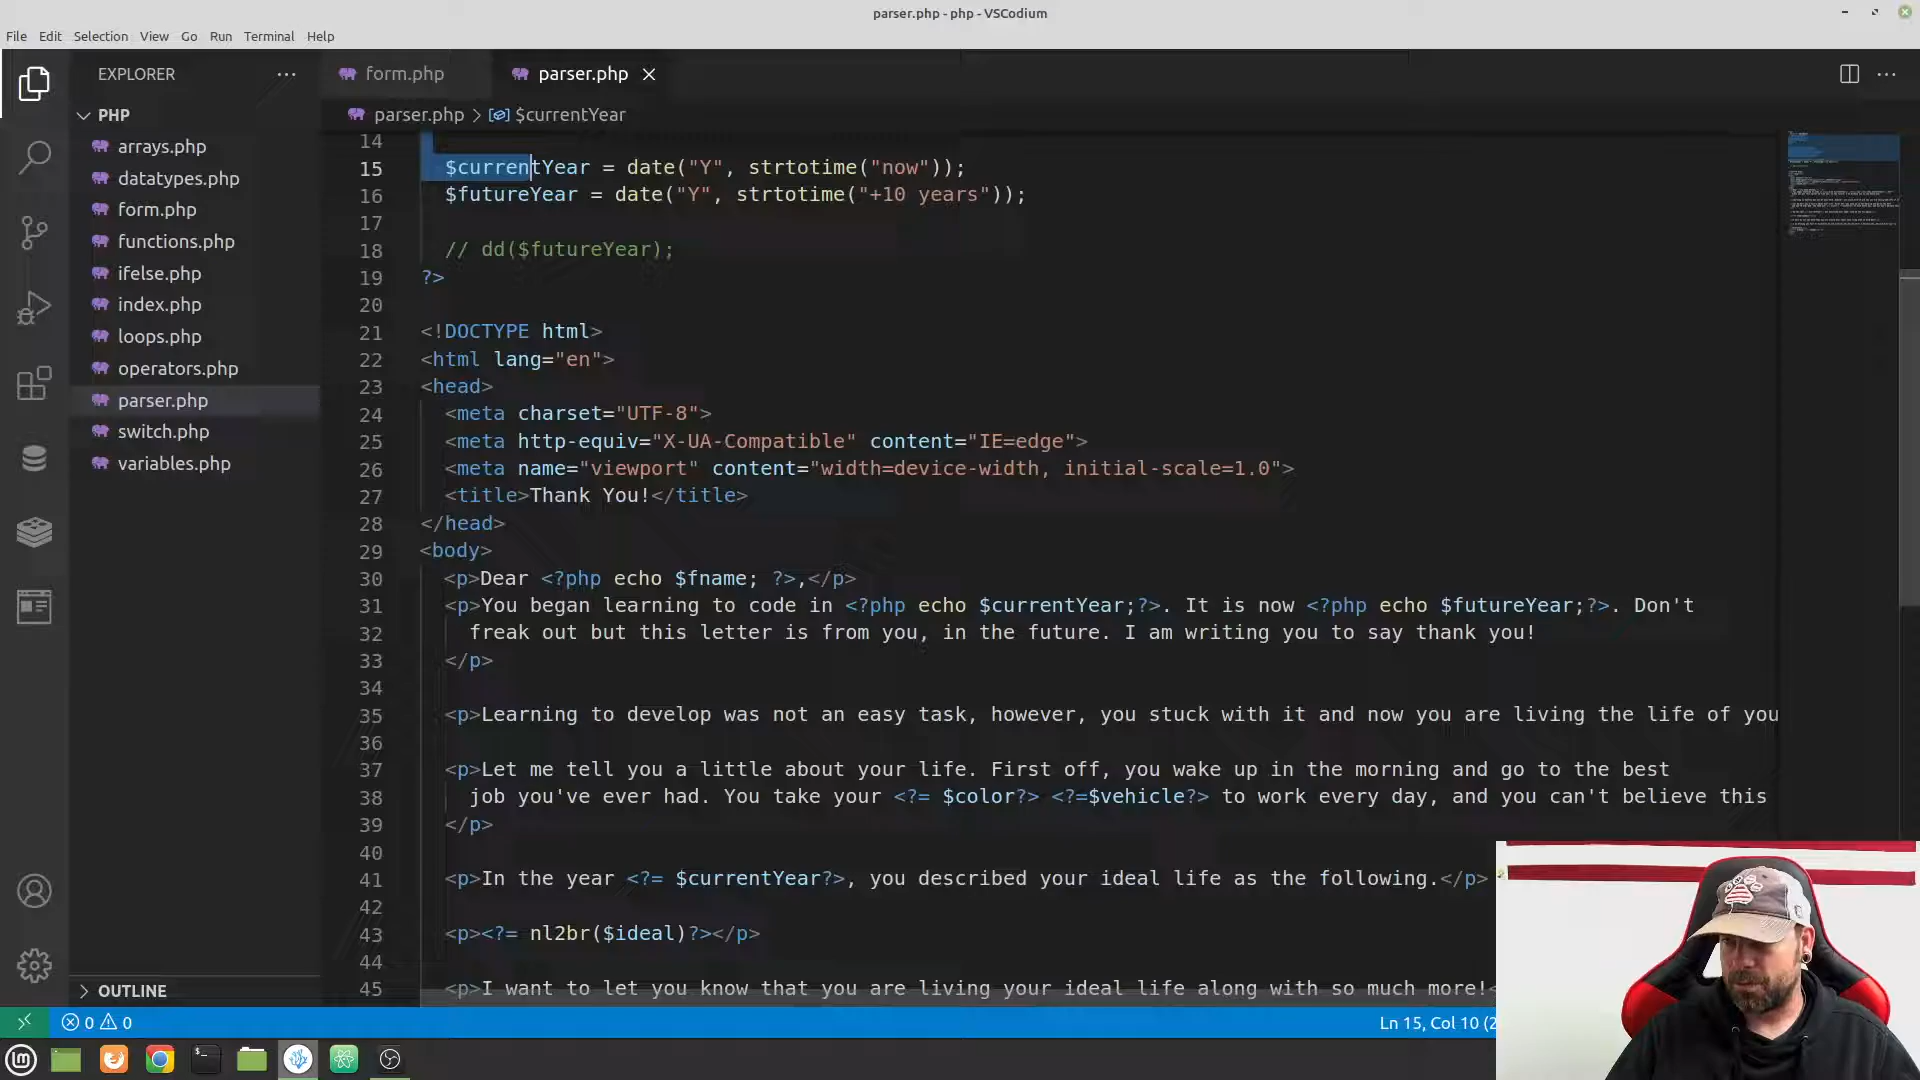 parser.php - php - VSCodium
File Edit Selection View Go Run Terminal Help
EXPLORER
form.php
parser.php
PHP
parser.php > $currentYear
arrays.php
datatypes.php
form.php
functions.php
ifelse.php
index.php
loops.php
operators.php
parser.php
switch.php
variables.php
OUTLINE
14
15 $currentYear = date("Y", strtotime("now"));
16 $futureYear = date("Y", strtotime("+10 years"));
17
18 // dd($futureYear);
19 ?>
20
21 <!DOCTYPE html>
22 <html lang="en">
23 <head>
24 <meta charset="UTF-8">
25 <meta http-equiv="X-UA-Compatible" content="IE=edge">
26 <meta name="viewport" content="width=device-width, initial-scale=1.0">
27 <title>Thank You!</title>
28 </head>
29 <body>
30 <p>Dear <?php echo $fname; ?>,</p>
31 <p>You began learning to code in <?php echo $currentYear;?>. It is now <?php echo $futureYear;?>. Don't
32 freak out but this letter is from you, in the future. I am writing you to say thank you!
33 </p>
34
35 <p>Learning to develop was not an easy task, however, you stuck with it and now you are living the life of you
36
37 <p>Let me tell you a little about your life. First off, you wake up in the morning and go to the best
38 job you've ever had. You take your <?= $color?> <?=$vehicle?> to work every day, and you can't believe this
39 </p>
40
41 <p>In the year <?= $currentYear?>, you described your ideal life as the following.</p>
42
43 <p><?= nl2br($ideal)?></p>
44
45 <p>I want to let you know that you are living your ideal life along with so much more!<
0 0
Ln 15, Col 10 (2